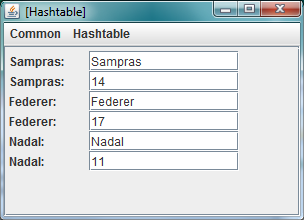 [Hashtable]
Common Hashtable
Sampras: Sampras
Sampras: 14
Federer: Federer
Federer: 17
Nadal: Nadal
Nadal: 11